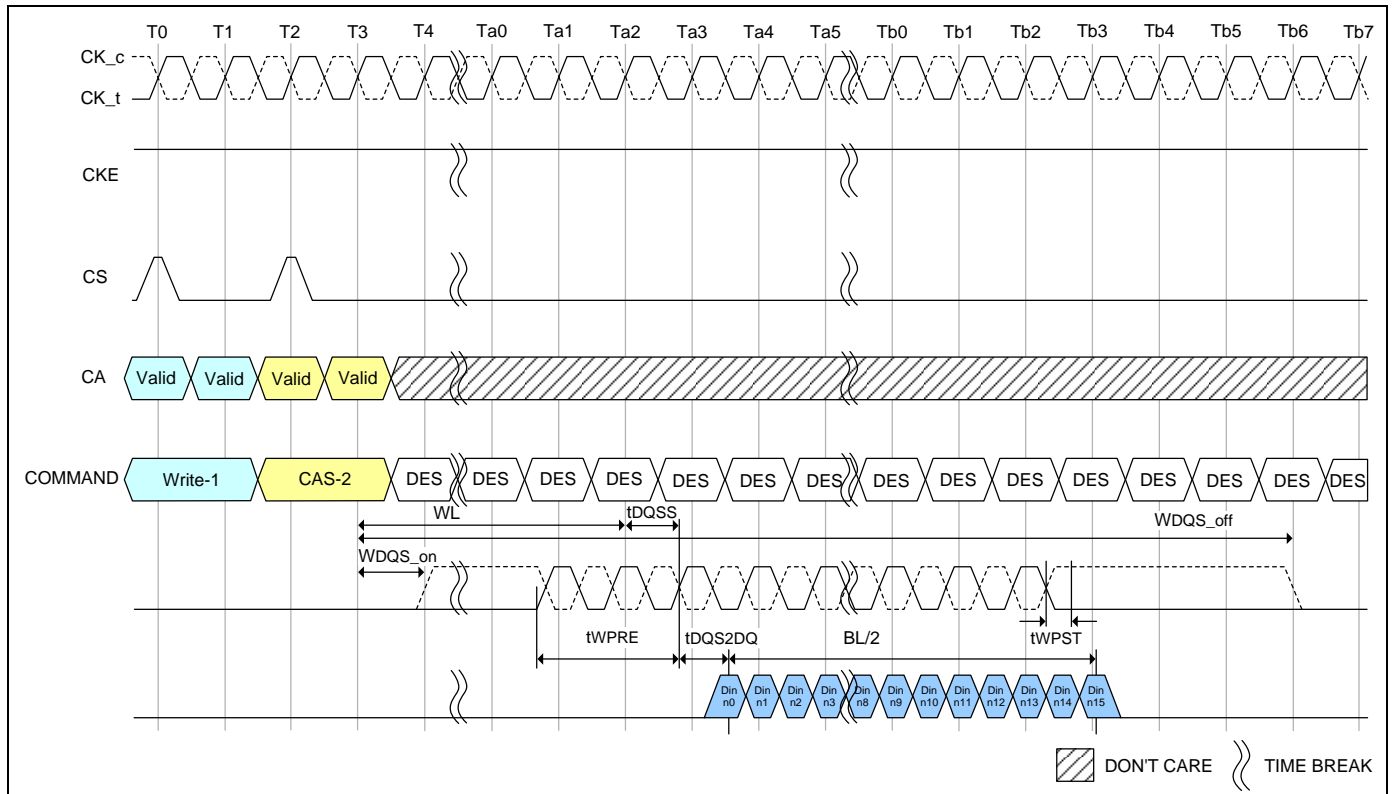 T0 T1 T2 T3 T4 Ta0 Ta1 Ta2 Ta3 Ta4 Ta5 Tb0 Tb1 Tb2 Tb3 Tb4 Tb5 Tb6 Tb7
CK_c
CK_t
CKE
CS
CA Valid Valid Valid Valid
COMMAND Write-1 CAS-2 DES DES DES DES DES DES DES DES DES DES DES DES DES DES DES
WL tDQSS WDQS_off
WDQS_on
tWPRE tDQS2DQ BL/2 tWPST
Din Din Din Din Din Din Din Din Din Din Din Din
n0 n1 n2 n3 n8 n9 n10 n11 n12 n13 n14 n15
DON'T CARE TIME BREAK